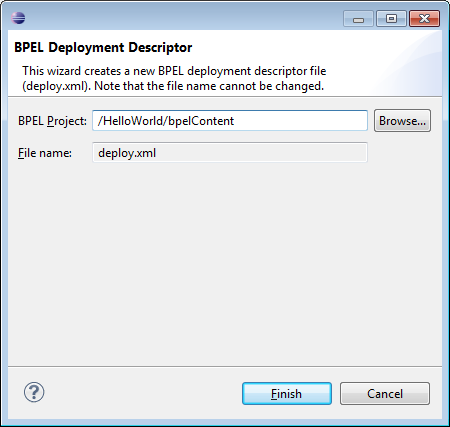 BPEL Deployment Descriptor
This wizard creates a new BPEL deployment descriptor file
(deploy.xml). Note that the file name cannot be changed.
BPEL Project: /HelloWorld/bpelContent Browse...
File name: deploy.xml
? Finish Cancel